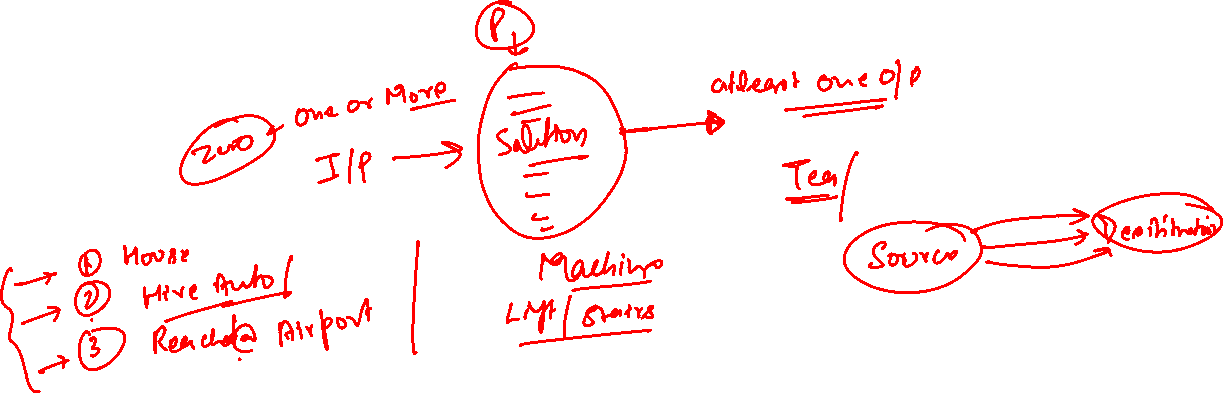 P
atleast one O/P
Zero
one or More
I/P
Solution
Tea
Source
Destination
1 House
2 Hire Auto
3 Reached@ Airport
Machine
Lift / Stairs